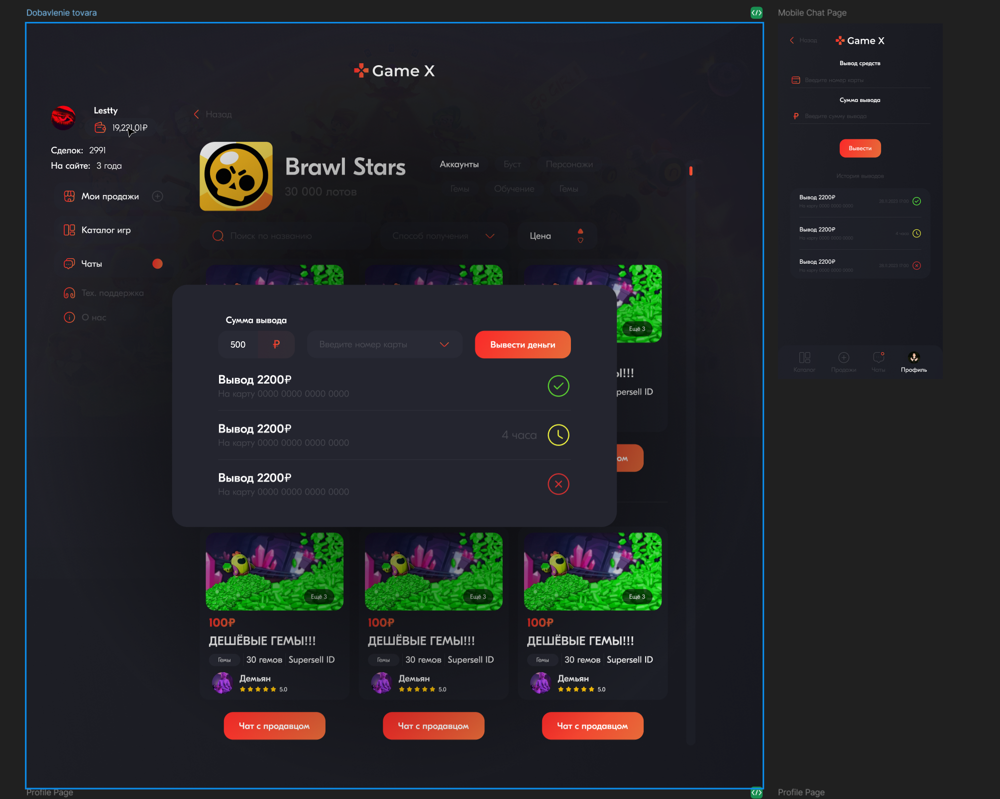 Dobavlenie tovara
Game X
Lestty
19,221,01₽
Сделок: 2991
На сайте: 3 года
Мои продажи
Каталог игр
Чаты
Тех. поддержка
О нас
Назад
Brawl Stars
30 000 лотов
Аккаунты
Буст
Персонажи
Гемы
Обучение
Гемы
Поиск по названию
Способ получения
Цена
Ещё 3
Ы!!!
persell ID
ом
Сумма вывода
500 ₽
Введите номер карты
Вывести деньги
Вывод 2200₽
На карту 0000 0000 0000 0000
Вывод 2200₽
На карту 0000 0000 0000 0000
4 часа
Вывод 2200₽
На карту 0000 0000 0000 0000
Ещё 3
100₽
ДЕШЁВЫЕ ГЕМЫ!!!
Гемы 30 гемов Supersell ID
Демьян
5.0
Чат с продавцом
Ещё 3
100₽
ДЕШЁВЫЕ ГЕМЫ!!!
Гемы 30 гемов Supersell ID
Демьян
5.0
Чат с продавцом
Ещё 3
100₽
ДЕШЁВЫЕ ГЕМЫ!!!
Гемы 30 гемов Supersell ID
Демьян
5.0
Чат с продавцом
Profile Page
Mobile Chat Page
Назад
Game X
Вывод средств
Введите номер карты
Сумма вывода
₽ Введите сумму вывода
Вывести
История выводов
Вывод 2200₽
На карту 0000 0000 0000
28.11.2023 17:00
Вывод 2200₽
На карту 0000 0000 0000
4 часа
Вывод 2200₽
На карту 0000 0000 0000
28.11.2023 17:00
Каталог
Продажи
Чаты
Профиль
Profile Page